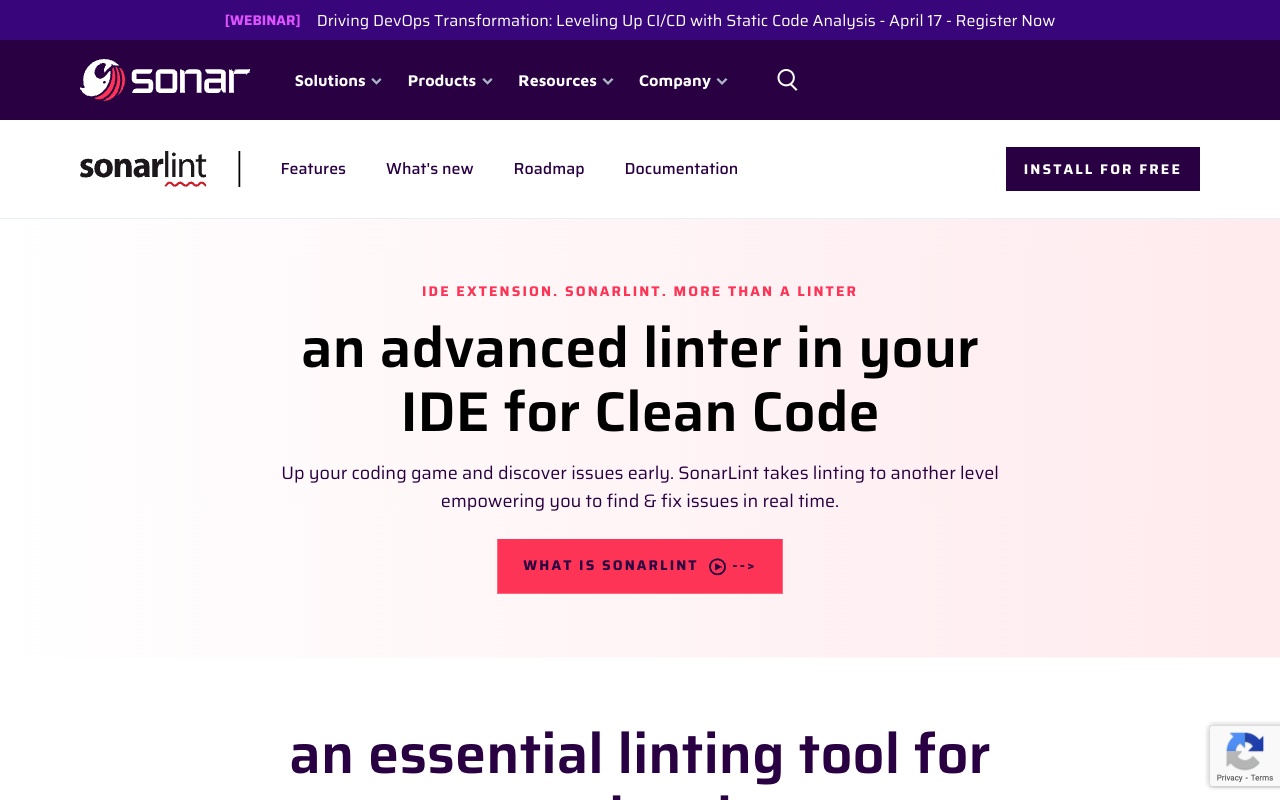 [WEBINAR] Driving DevOps Transformation: Leveling Up CI/CD with Static Code Analysis - April 17 - Register Now
sonar Solutions Products Resources Company
sonarlint Features What's new Roadmap Documentation INSTALL FOR FREE
IDE EXTENSION. SONARLINT. MORE THAN A LINTER
an advanced linter in your
IDE for Clean Code
Up your coding game and discover issues early. SonarLint takes linting to another level
empowering you to find & fix issues in real time.
WHAT IS SONARLINT -->
an essential linting tool for
Privacy - Terms